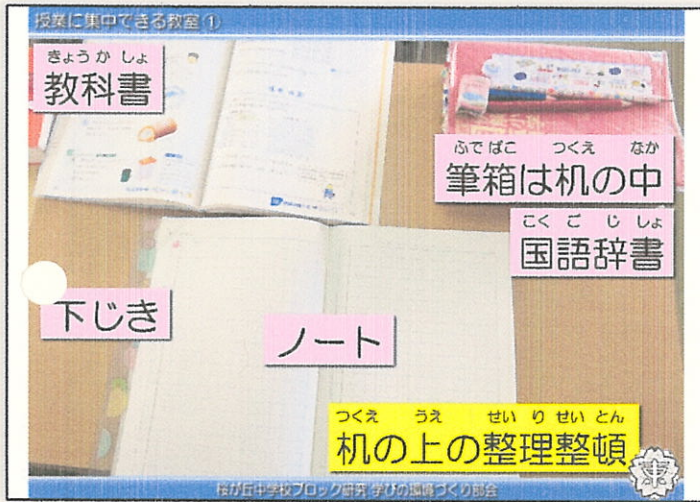 授業に集中できる教室①
きょうかしょ
教科書
ふでばこ つくえ なか
筆箱は机の中
こくごじしょ
国語辞書
下じき
ノート
つくえ うえ せいりせいとん
机の上の整理整頓
桜が丘中学校ブロック研究 学びの環境づくり部会
東